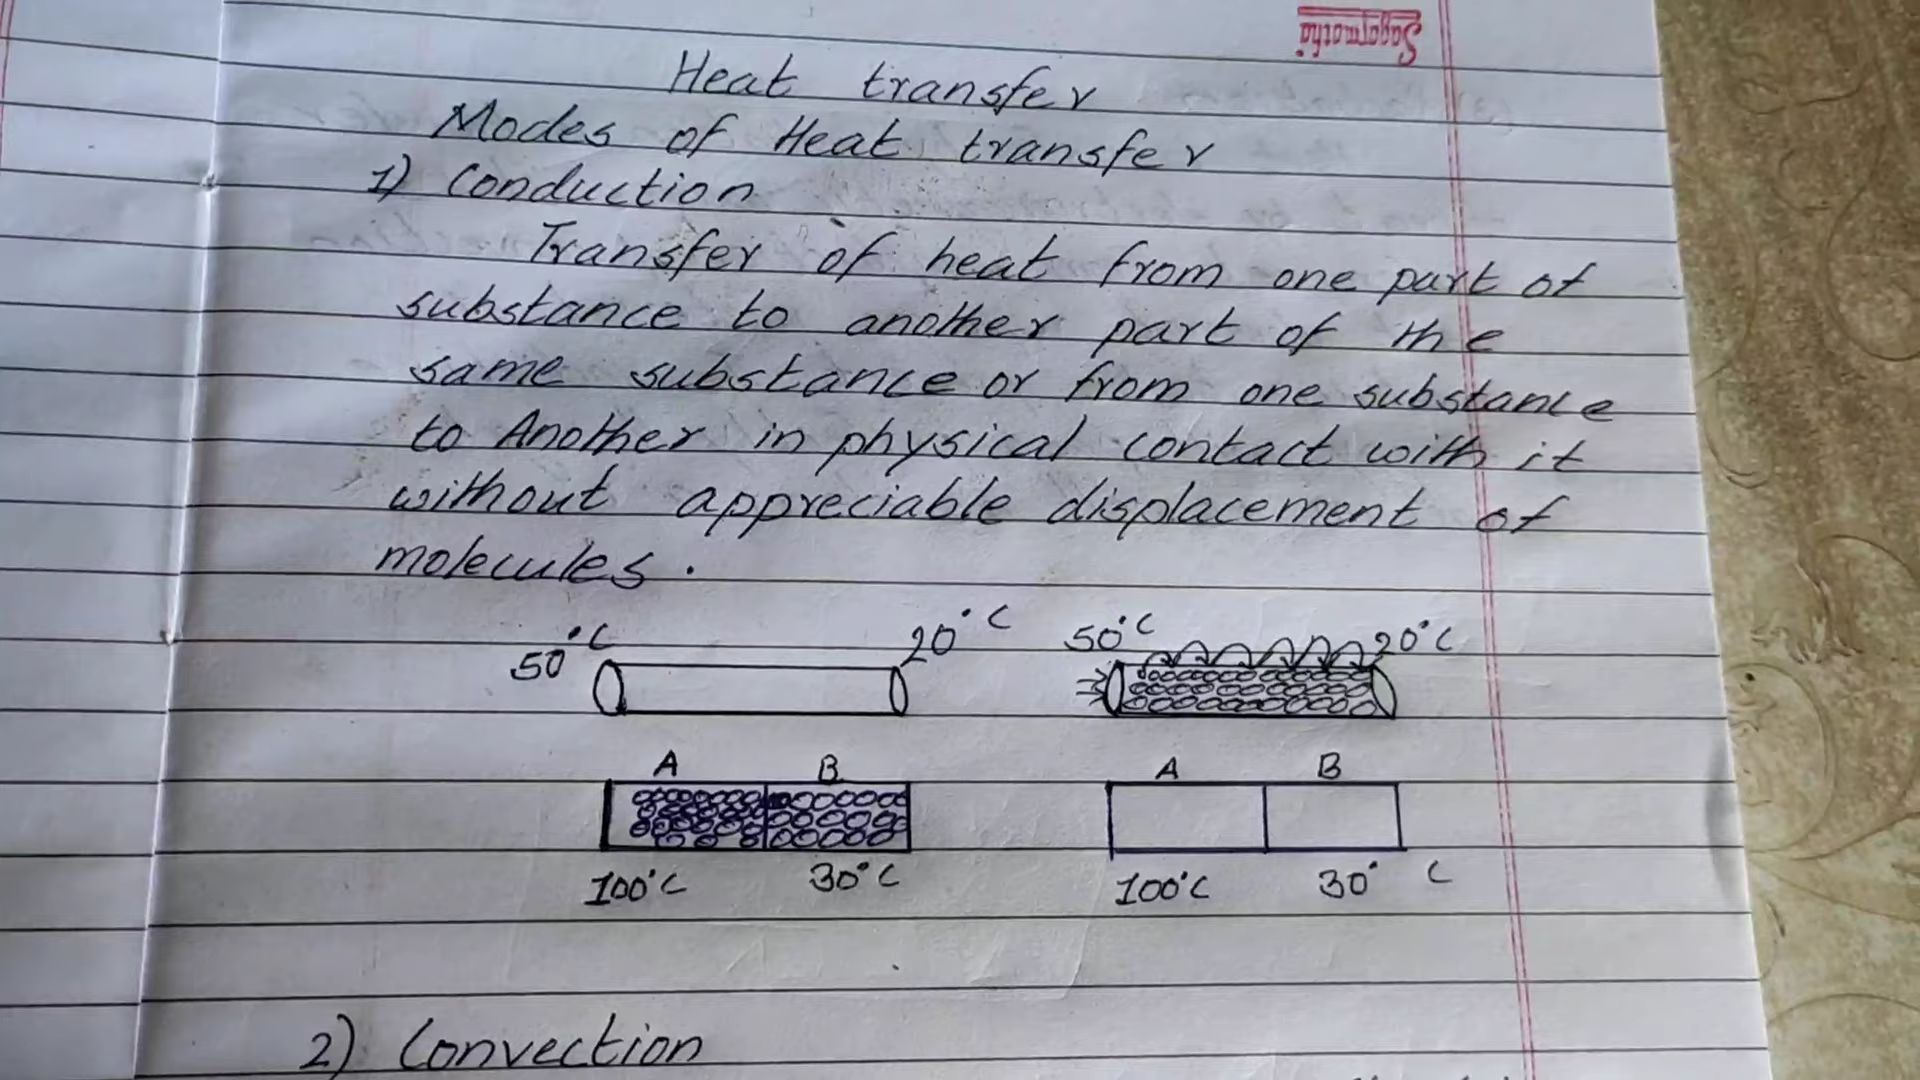 Sagarmatha
Heat transfer
Modes of Heat transfer
1) Conduction
Transfer of heat from one part of
substance to another part of the
same substance or from one substance
to Another in physical contact with it
without appreciable displacement of
molecules.
50°C 20°C 50°C 20°C
A B A B
100°C 30°C 100°C 30° C
2) Convection